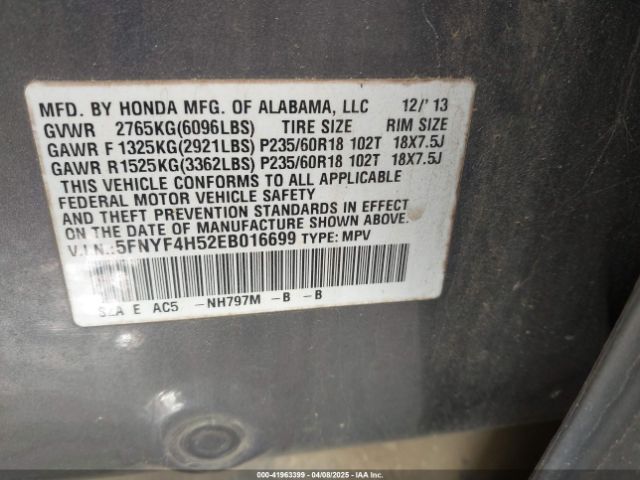 MFD. BY HONDA MFG. OF ALABAMA, LLC 12/'13
GVWR 2765KG(6096LBS) TIRE SIZE RIM SIZE
GAWR F 1325KG(2921LBS) P235/60R18 102T 18X7.5J
GAWR R1525KG(3362LBS) P235/60R18 102T 18X7.5J
THIS VEHICLE CONFORMS TO ALL APPLICABLE
FEDERAL MOTOR VEHICLE SAFETY
AND THEFT PREVENTION STANDARDS IN EFFECT
ON THE DATE OF MANUFACTURE SHOWN ABOVE.
V.I.N.:5FNYF4H52EB016699 TYPE: MPV
E AC5 -NH797M -B -B
00-41963399 04/08/2025 IAA Inc.